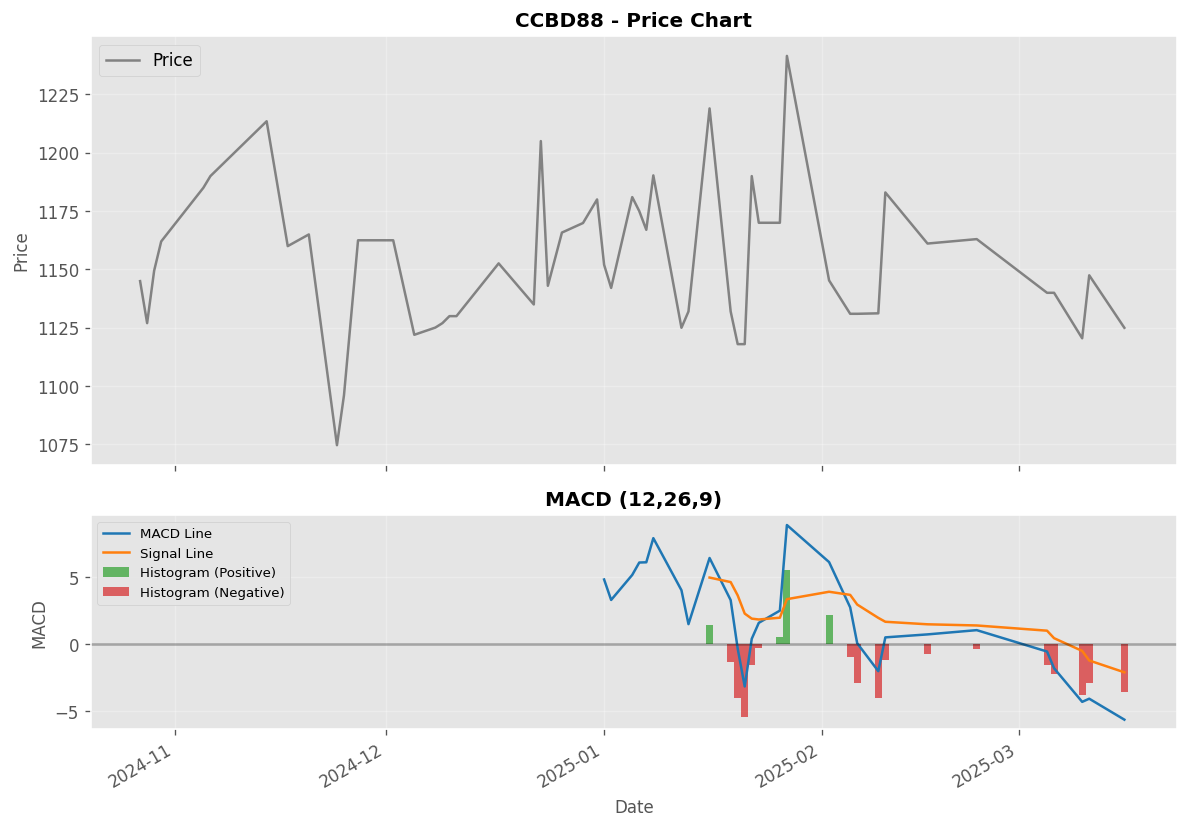 CCBD88 - Price Chart
Price
1225
1200
1175
1150
1125
1100
1075
Price
MACD (12,26,9)
MACD Line
Signal Line
Histogram (Positive)
Histogram (Negative)
5
0
−5
MACD
2024-11
2024-12
2025-01
2025-02
2025-03
Date